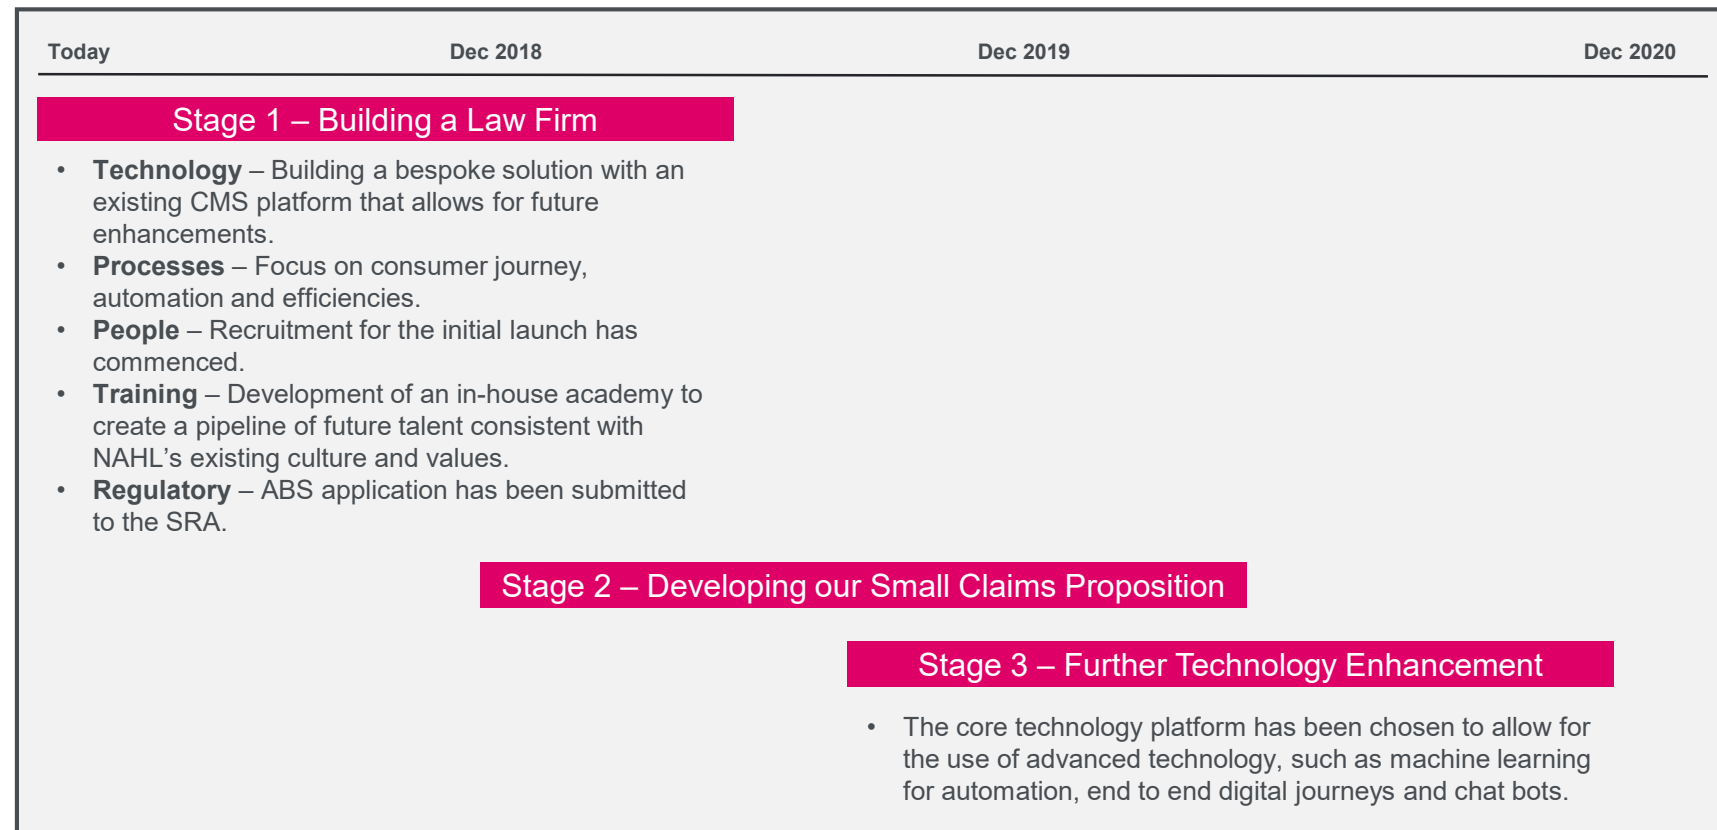 Today Dec 2018 Dec 2019 Dec 2020
Stage 1 – Building a Law Firm
• Technology – Building a bespoke solution with an
existing CMS platform that allows for future
enhancements.
• Processes – Focus on consumer journey,
automation and efficiencies.
• People – Recruitment for the initial launch has
commenced.
• Training – Development of an in-house academy to
create a pipeline of future talent consistent with
NAHL’s existing culture and values.
• Regulatory – ABS application has been submitted
to the SRA.
Stage 2 – Developing our Small Claims Proposition
Stage 3 – Further Technology Enhancement
• The core technology platform has been chosen to allow for
the use of advanced technology, such as machine learning
for automation, end to end digital journeys and chat bots.